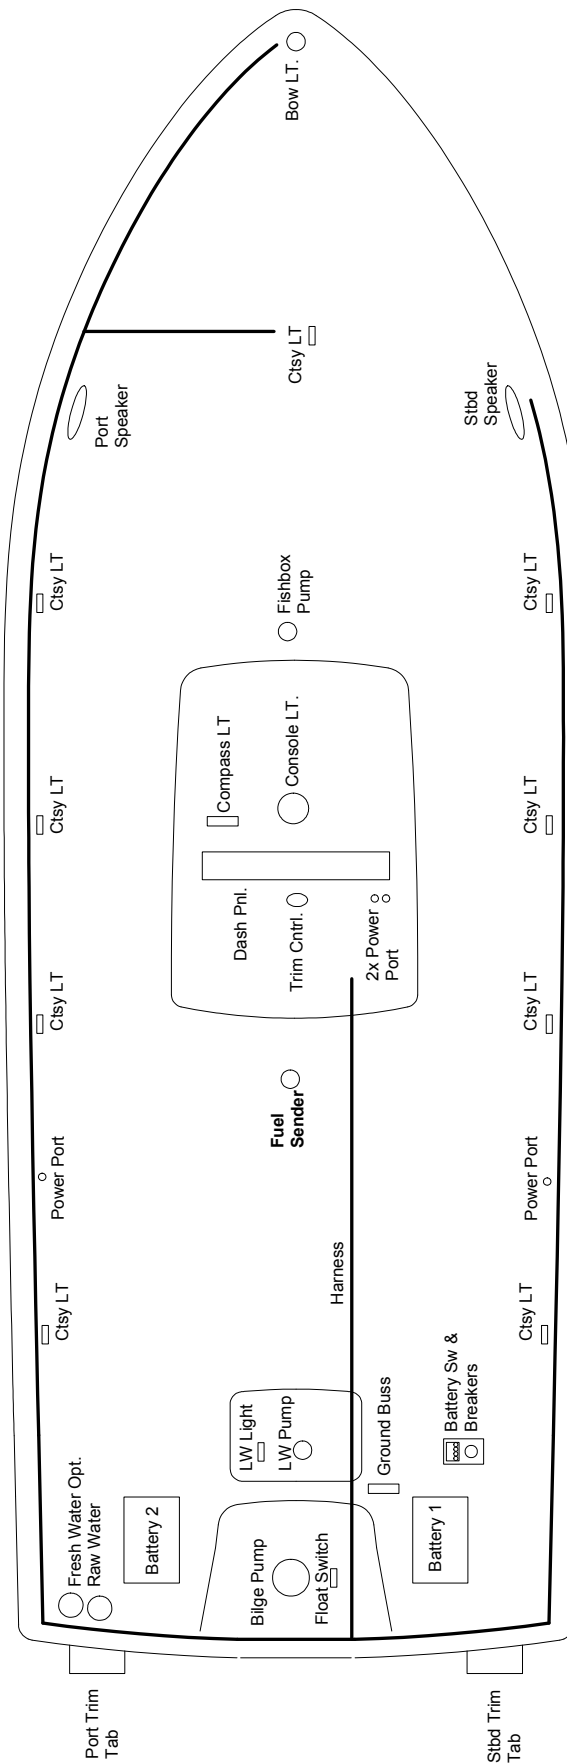 Bow LT.
Ctsy LT
Port
Speaker
Stbd
Speaker
Ctsy LT
Fishbox
Pump
Ctsy LT
Compass LT
Console LT.
Ctsy LT
Ctsy LT
Dash Pnl.
Trim Cntrl.
2x Power
Port
Ctsy LT
Ctsy LT
Fuel
Sender
Power Port
Power Port
Harness
Ctsy LT
Ctsy LT
LW Light
LW Pump
Ground Buss
Battery Sw &
Breakers
Fresh Water Opt.
Raw Water
Battery 2
Bilge Pump
Float Switch
Battery 1
Port Trim
Tab
Stbd Trim
Tab